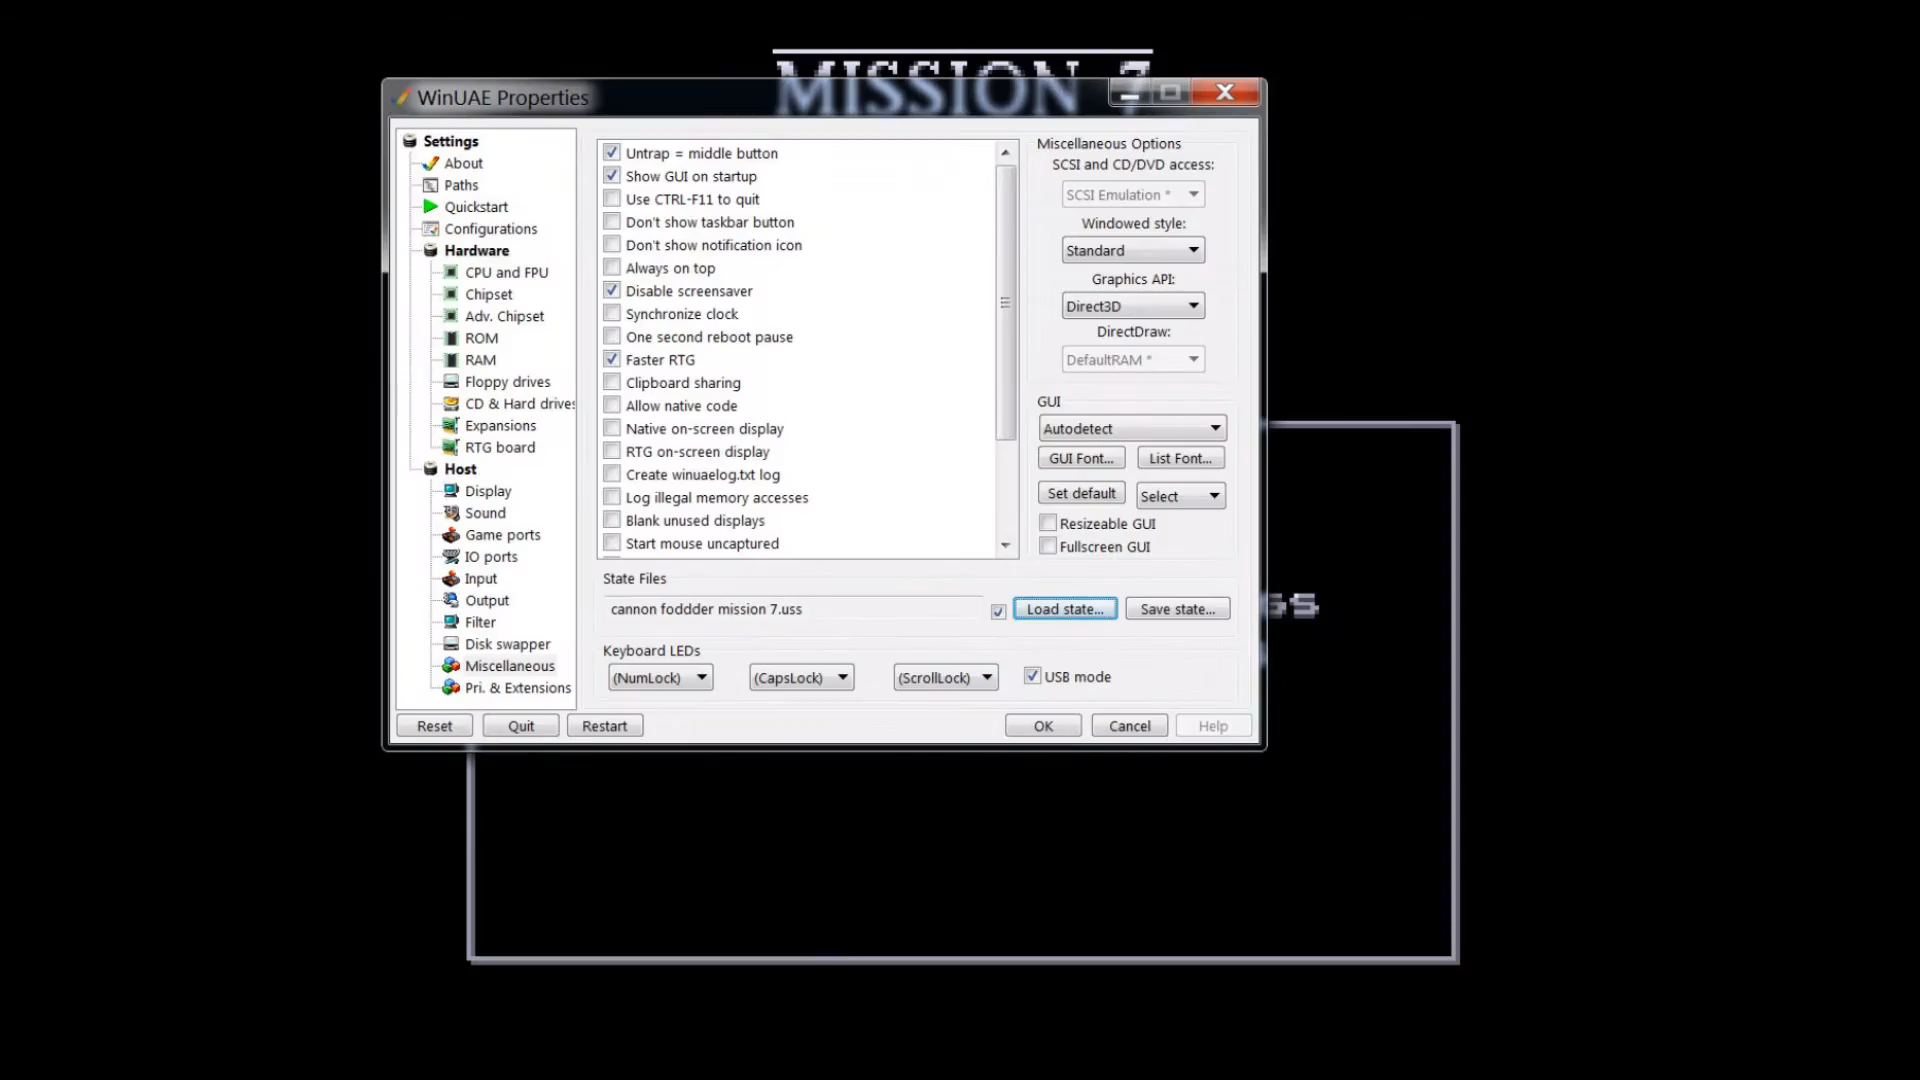 MISSION 7
WinUAE Properties
Settings
About
Paths
Quickstart
Configurations
Hardware
CPU and FPU
Chipset
Adv. Chipset
ROM
RAM
Floppy drives
CD & Hard drives
Expansions
RTG board
Host
Display
Sound
Game ports
IO ports
Input
Output
Filter
Disk swapper
Miscellaneous
Pri. & Extensions
Untrap = middle button
Show GUI on startup
Use CTRL-F11 to quit
Don't show taskbar button
Don't show notification icon
Always on top
Disable screensaver
Synchronize clock
One second reboot pause
Faster RTG
Clipboard sharing
Allow native code
Native on-screen display
RTG on-screen display
Create winuaelog.txt log
Log illegal memory accesses
Blank unused displays
Start mouse uncaptured
Miscellaneous Options
SCSI and CD/DVD access:
SCSI Emulation *
Windowed style:
Standard
Graphics API:
Direct3D
DirectDraw:
DefaultRAM *
GUI
Autodetect
GUI Font... List Font...
Set default Select
Resizeable GUI
Fullscreen GUI
State Files
cannon foddder mission 7.uss Load state... Save state...
Keyboard LEDs
(NumLock) (CapsLock) (ScrollLock) USB mode
Reset Quit Restart OK Cancel Help